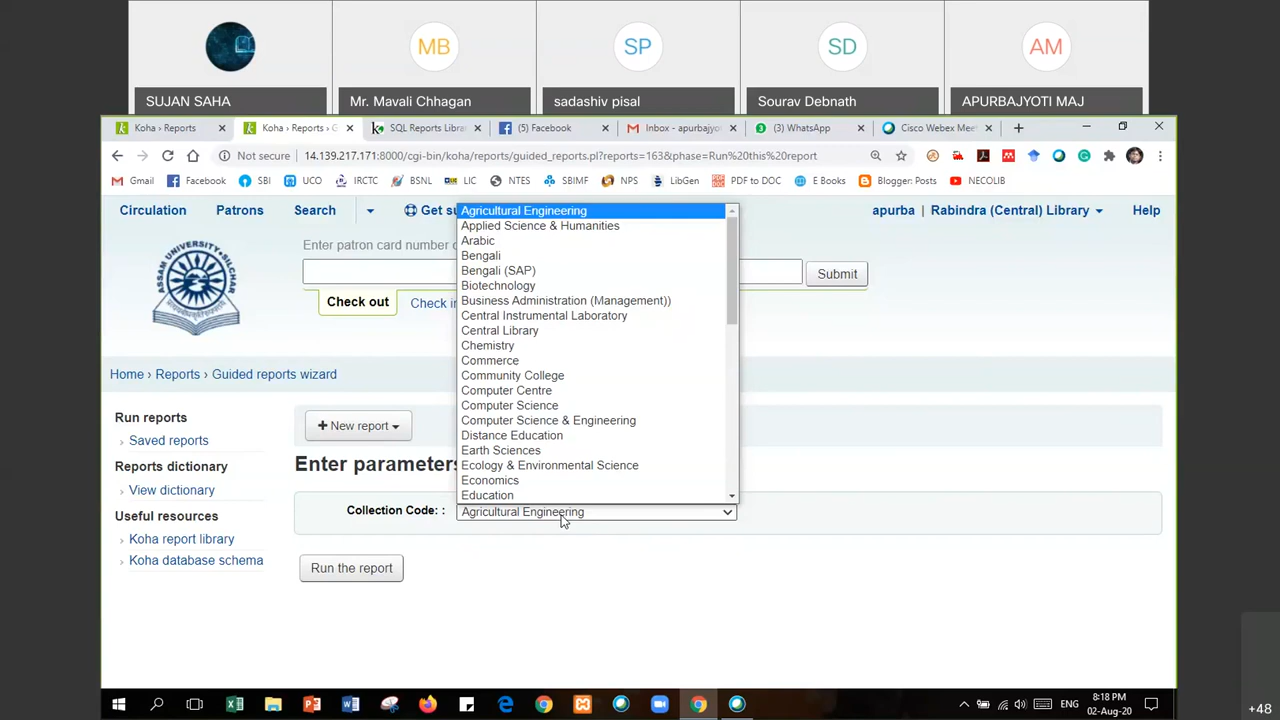 MB
SP
SD
AM
SUJAN SAHA
Mr. Mavali Chhagan
sadashiv pisal
Sourav Debnath
APURBAJYOTI MAJ
Koha › Reports
Koha › Reports › G
SQL Reports Libra
(5) Facebook
Inbox - apurbajyo
(3) WhatsApp
Cisco Webex Mee
Not secure | 14.139.217.171:8000/cgi-bin/koha/reports/guided_reports.pl?reports=163&phase=Run%20this%20report
Gmail Facebook SBI UCO IRCTC BSNL LIC NTES SBIMF NPS LibGen PDF to DOC E Books Blogger: Posts NECOLIB
Circulation Patrons Search Get su
apurba | Rabindra (Central) Library Help
Enter patron card number o
Submit
Check out Check in
ASSAM UNIVERSITY SILCHAR
Home › Reports › Guided reports wizard
Run reports
Saved reports
Reports dictionary
View dictionary
Useful resources
Koha report library
Koha database schema
+ New report
Enter parameters
Agricultural Engineering
Applied Science & Humanities
Arabic
Bengali
Bengali (SAP)
Biotechnology
Business Administration (Management))
Central Instrumental Laboratory
Central Library
Chemistry
Commerce
Community College
Computer Centre
Computer Science
Computer Science & Engineering
Distance Education
Earth Sciences
Ecology & Environmental Science
Economics
Education
Collection Code: : Agricultural Engineering
Run the report
ENG
8:18 PM
02-Aug-20
+48